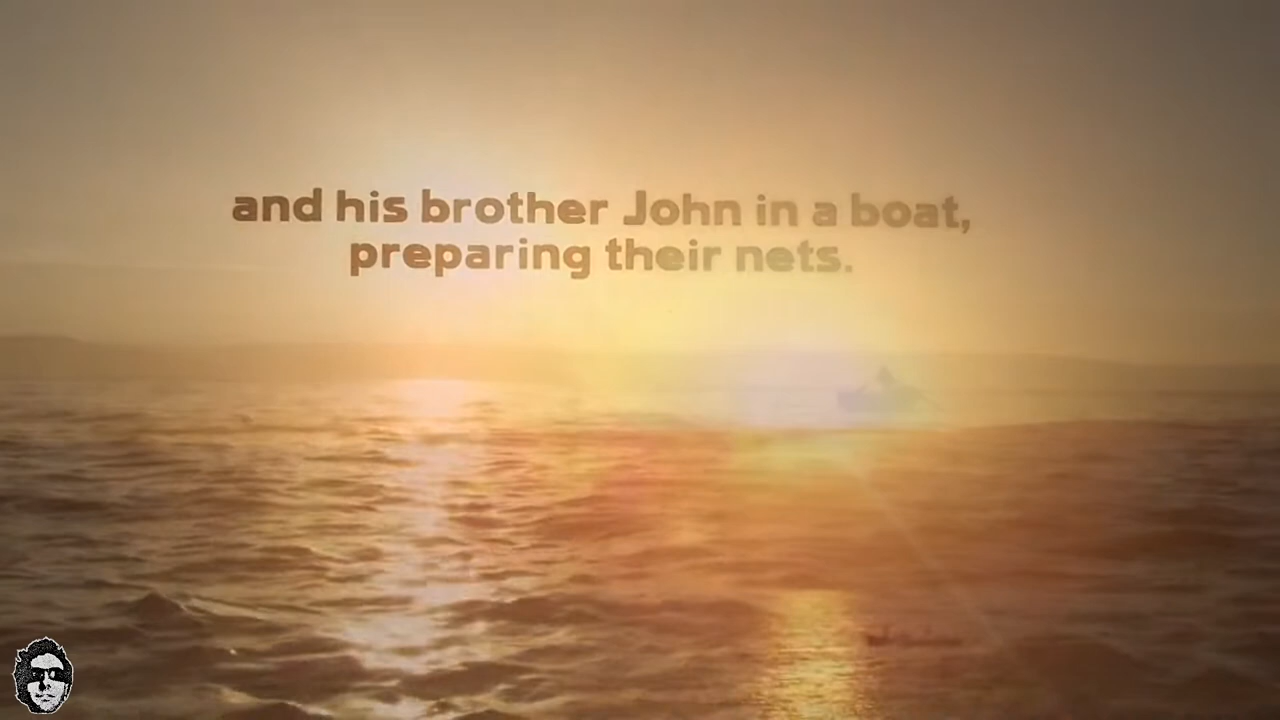 and his brother John in a boat,
preparing their nets.